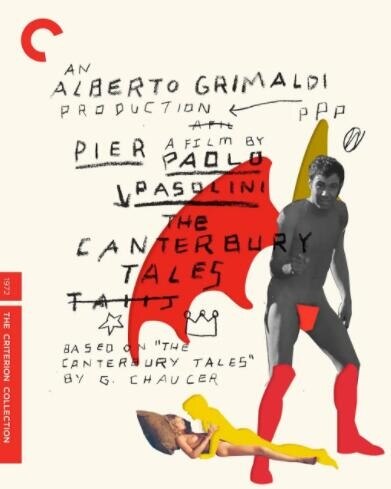 AN
ALBERTO GRIMALDI
PRODUCTION
PPP
A FIL
A FILM BY
PIER PAOLO
PASOLINI
THE
CANTERBURY
TALES
BASED ON "THE
CANTERBURY TALES"
BY G. CHAUCER
1972
THE CRITERION COLLECTION